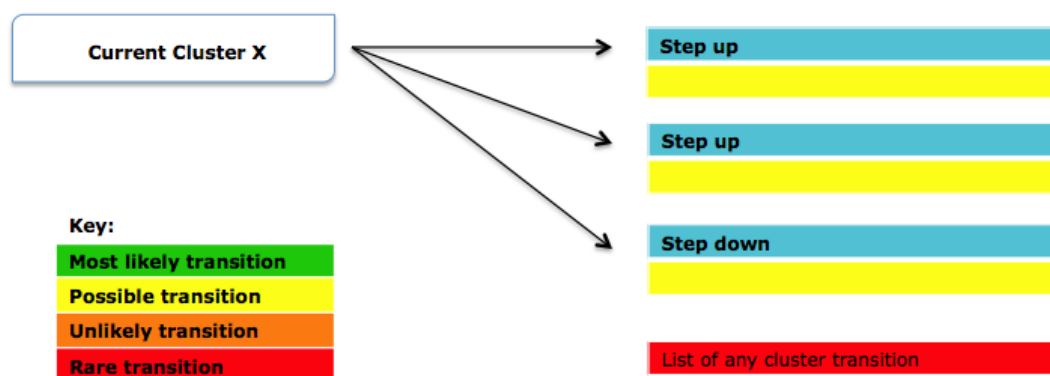 Current Cluster X
Step up
Step up
Step down
Key:
Most likely transition
Possible transition
Unlikely transition
Rare transition
List of any cluster transition